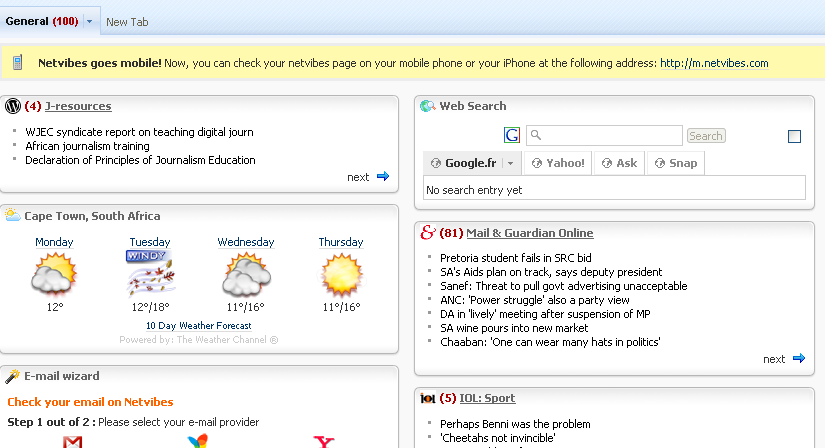 General (100)
New Tab
Netvibes goes mobile! Now, you can check your netvibes page on your mobile phone or your iPhone at the following address: http://m.netvibes.com
(4) J-resources
WJEC syndicate report on teaching digital journ
African journalism training
Declaration of Principles of Journalism Education
next
Cape Town, South Africa
Monday Tuesday Wednesday Thursday
WINDY
12° 12°/18° 11°/16° 11°/16°
10 Day Weather Forecast
Powered by: The Weather Channel ®
E-mail wizard
Check your email on Netvibes
Step 1 out of 2 : Please select your e-mail provider
Web Search
G Search
Google.fr Yahoo! Ask Snap
No search entry yet
(81) Mail & Guardian Online
Pretoria student fails in SRC bid
SA's Aids plan on track, says deputy president
Sanef: Threat to pull govt advertising unacceptable
ANC: 'Power struggle' also a party view
DA in 'lively' meeting after suspension of MP
SA wine pours into new market
Chaaban: 'One can wear many hats in politics'
next
IOL (5) IOL: Sport
Perhaps Benni was the problem
'Cheetahs not invincible'